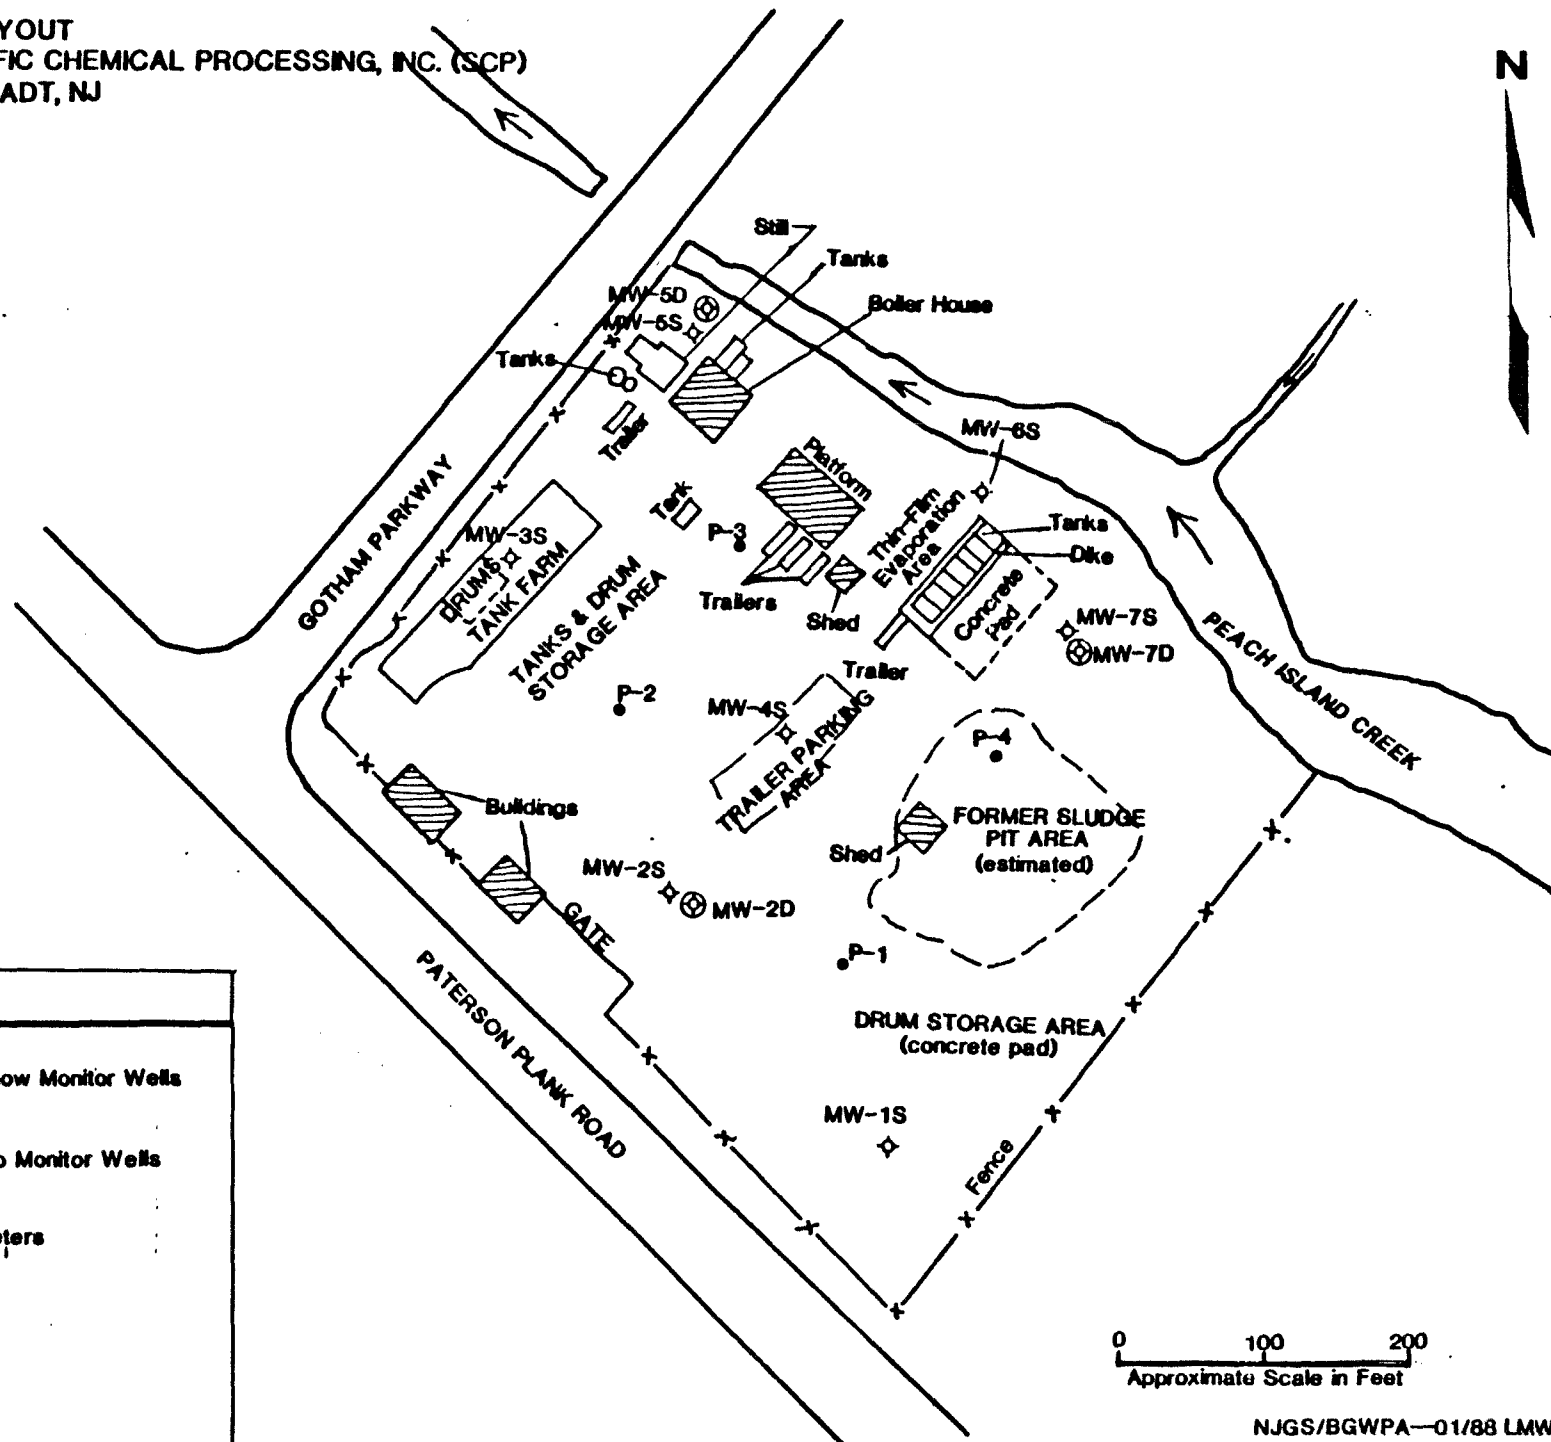 YOUT
FIC CHEMICAL PROCESSING, INC. (SCP)
ADT, NJ
N
Still
Tanks
MW-5D
Boiler House
MW-5S
Tanks
Trailer
MW-6S
Platform
GOTHAM PARKWAY
Tank
Thin-Film
Evaporation
Area
MW-3S
P-3
Tanks
Dike
DRUMS
TANK FARM
TANKS & DRUM
STORAGE AREA
Trailers
Shed
Concrete
Pad
MW-7S
MW-7D
PEACH ISLAND CREEK
Trailer
P-2
MW-4S
TRAILER PARKING
AREA
P-4
Buildings
FORMER SLUDGE
PIT AREA
(estimated)
Shed
MW-2S
MW-2D
GATE
P-1
PATERSON PLANK ROAD
DRUM STORAGE AREA
(concrete pad)
ow Monitor Wells
MW-1S
p Monitor Wells
Fence
eters
0 100 200
Approximate Scale in Feet
NJGS/BGWPA—01/88 LMW